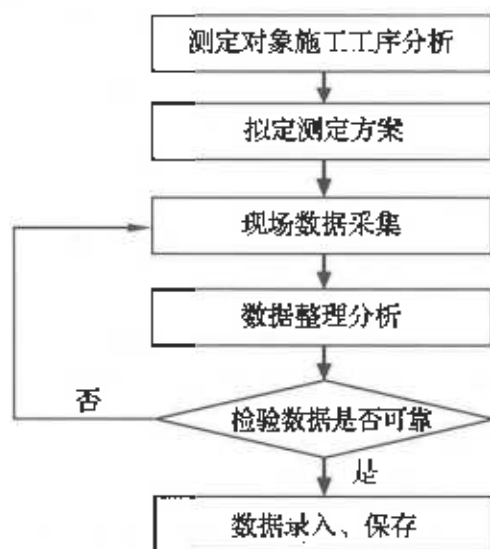 测定对象施工工序分析
拟定测定方案
现场数据采集
数据整理分析
否
检验数据是否可靠
是
数据录入、保存